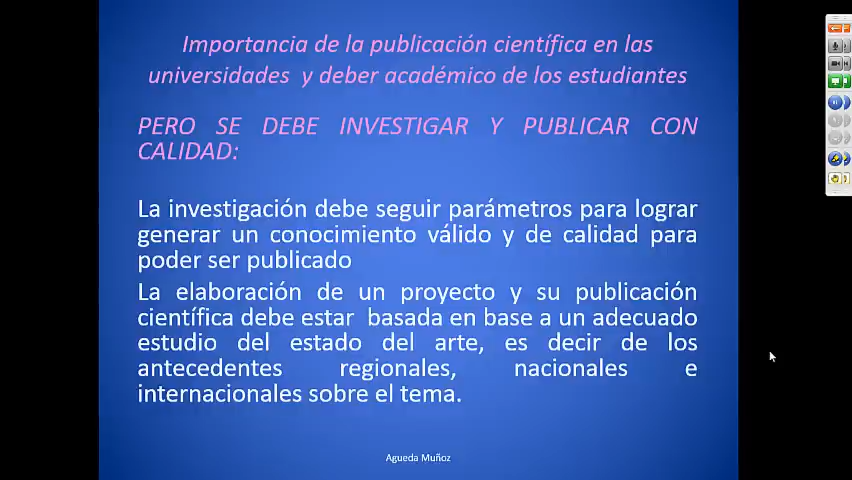 Importancia de la publicación científica en las
universidades y deber académico de los estudiantes
PERO SE DEBE INVESTIGAR Y PUBLICAR CON
CALIDAD:
La investigación debe seguir parámetros para lograr
generar un conocimiento válido y de calidad para
poder ser publicado
La elaboración de un proyecto y su publicación
científica debe estar basada en base a un adecuado
estudio del estado del arte, es decir de los
antecedentes regionales, nacionales e
internacionales sobre el tema.
Agueda Muñoz